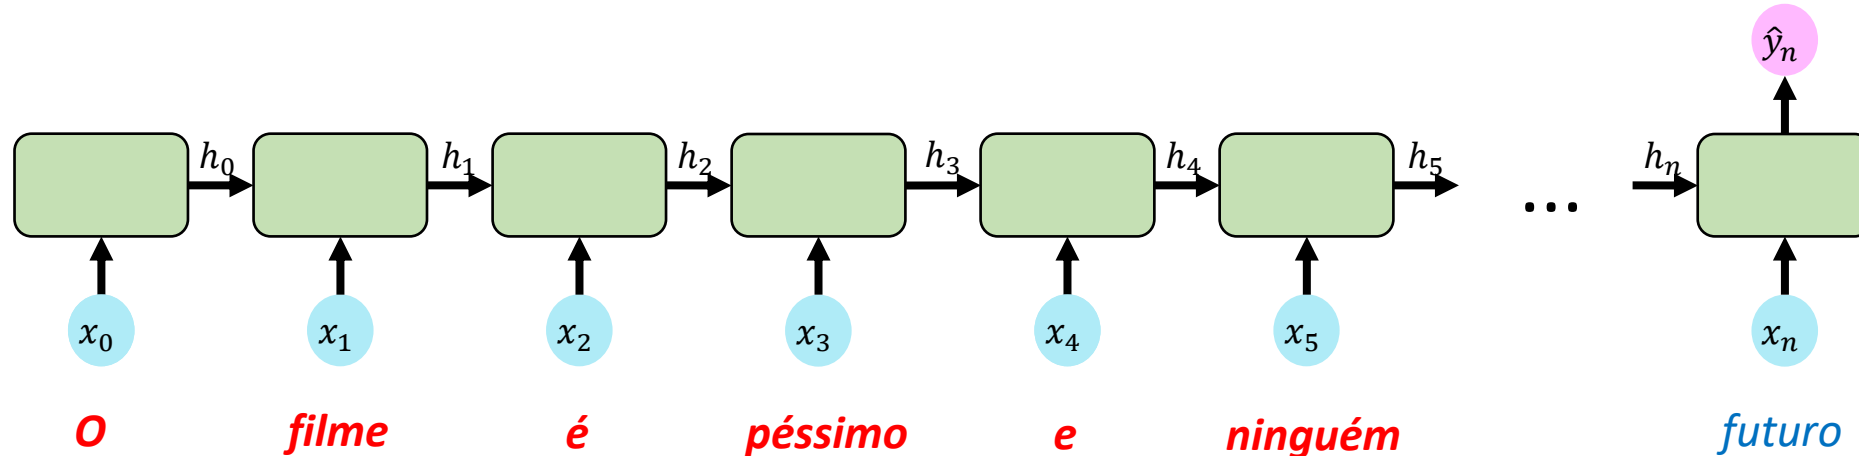 ŷₙ
h₀ h₁ h₂ h₃ h₄ h₅ ... hₙ
x₀ x₁ x₂ x₃ x₄ x₅ xₙ
O filme é péssimo e ninguém futuro